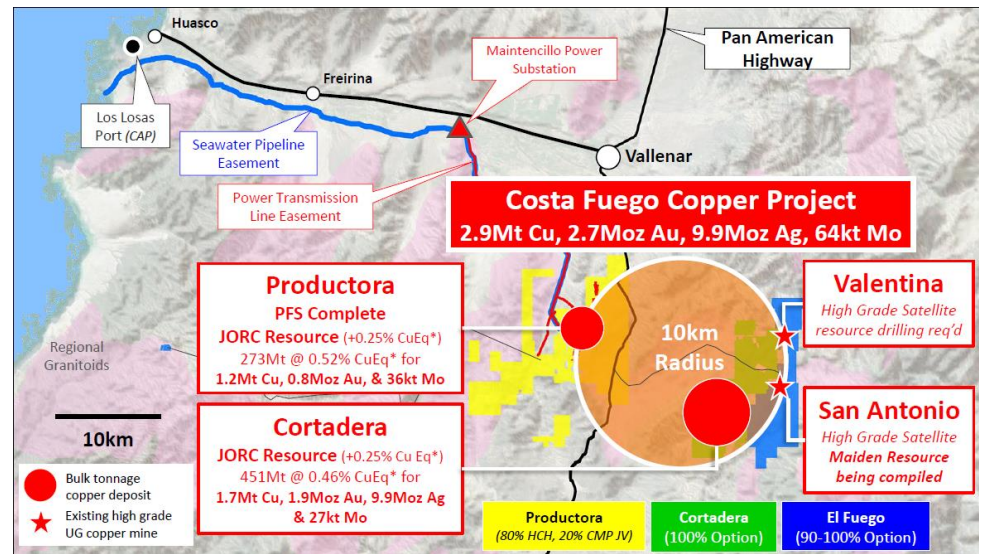 Huasco
Pan American
Highway
Maintencillo Power
Substation
Freirina
Los Losas
Port (CAP)
Seawater Pipeline
Easement
Vallenar
Power Transmission
Line Easement
Costa Fuego Copper Project
2.9Mt Cu, 2.7Moz Au, 9.9Moz Ag, 64kt Mo
Productora
PFS Complete
JORC Resource (+0.25% CuEq*)
273Mt @ 0.52% CuEq* for
1.2Mt Cu, 0.8Moz Au, & 36kt Mo
Valentina
High Grade Satellite
resource drilling req'd
10km
Radius
Regional
Granitoids
10km
Cortadera
JORC Resource (+0.25% Cu Eq*)
451Mt @ 0.46% CuEq* for
1.7Mt Cu, 1.9Moz Au, 9.9Moz Ag
& 27kt Mo
San Antonio
High Grade Satellite
Maiden Resource
being compiled
Bulk tonnage
copper deposit
Existing high grade
UG copper mine
Productora
(80% HCH, 20% CMP JV)
Cortadera
(100% Option)
El Fuego
(90-100% Option)